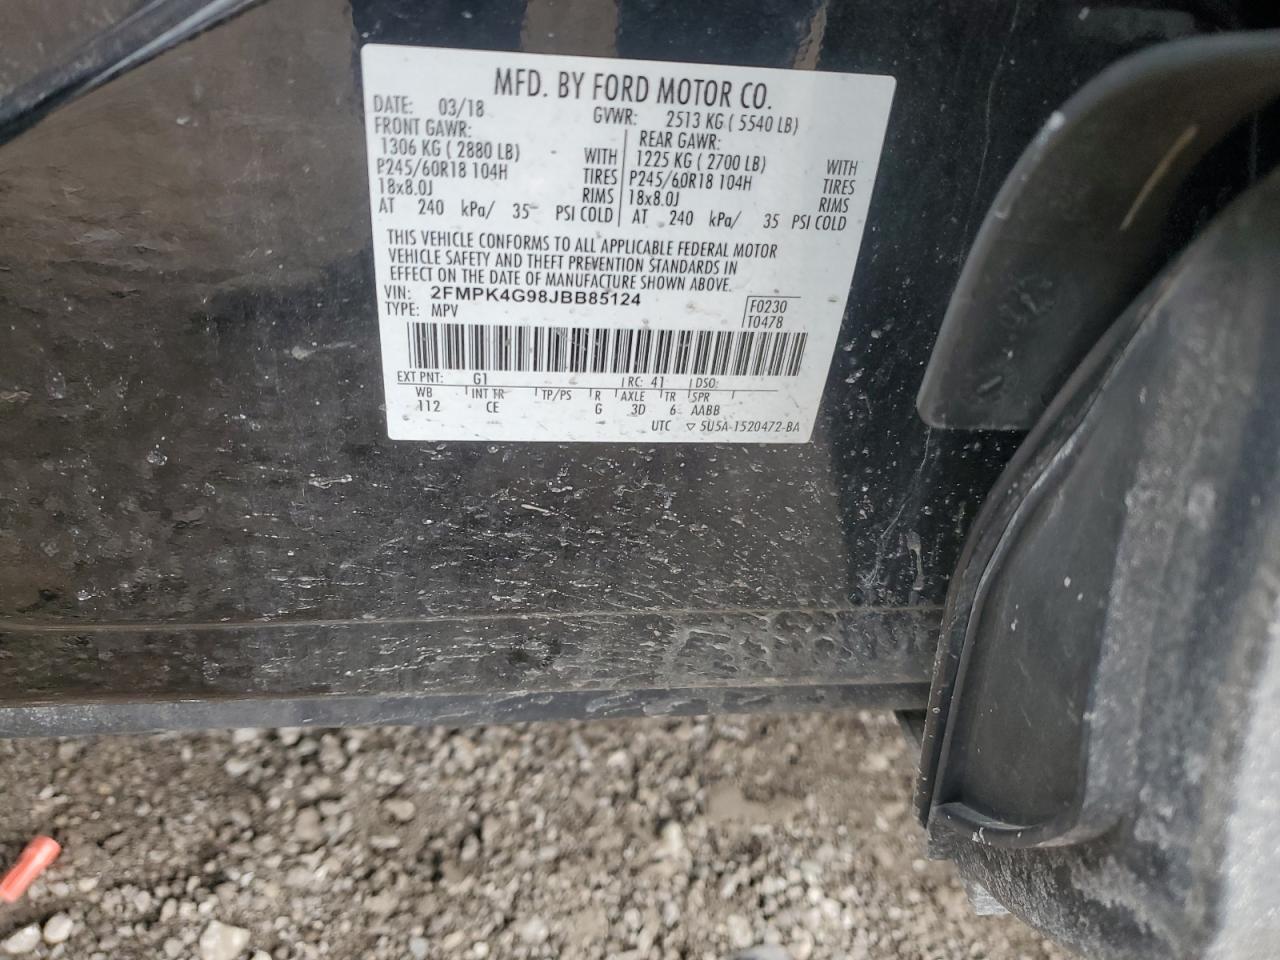 MFD. BY FORD MOTOR CO.
DATE: 03/18 GVWR: 2513 KG ( 5540 LB)
FRONT GAWR: REAR GAWR:
1306 KG ( 2880 LB) WITH 1225 KG ( 2700 LB) WITH
P245/60R18 104H TIRES P245/60R18 104H TIRES
18x8.0J RIMS 18x8.0J RIMS
AT 240 kPa/ 35 PSI COLD AT 240 kPa/ 35 PSI COLD
THIS VEHICLE CONFORMS TO ALL APPLICABLE FEDERAL MOTOR
VEHICLE SAFETY AND THEFT PREVENTION STANDARDS IN
EFFECT ON THE DATE OF MANUFACTURE SHOWN ABOVE.
VIN: 2FMPK4G98JBB85124 F0230
TYPE: MPV T0478
EXT PNT: G1 RC: 41 DSO:
WB INT TR TP/PS R AXLE TR SPR
112 CE G 3D 6 AABB
UTC ▽ 5U5A-1520472-BA